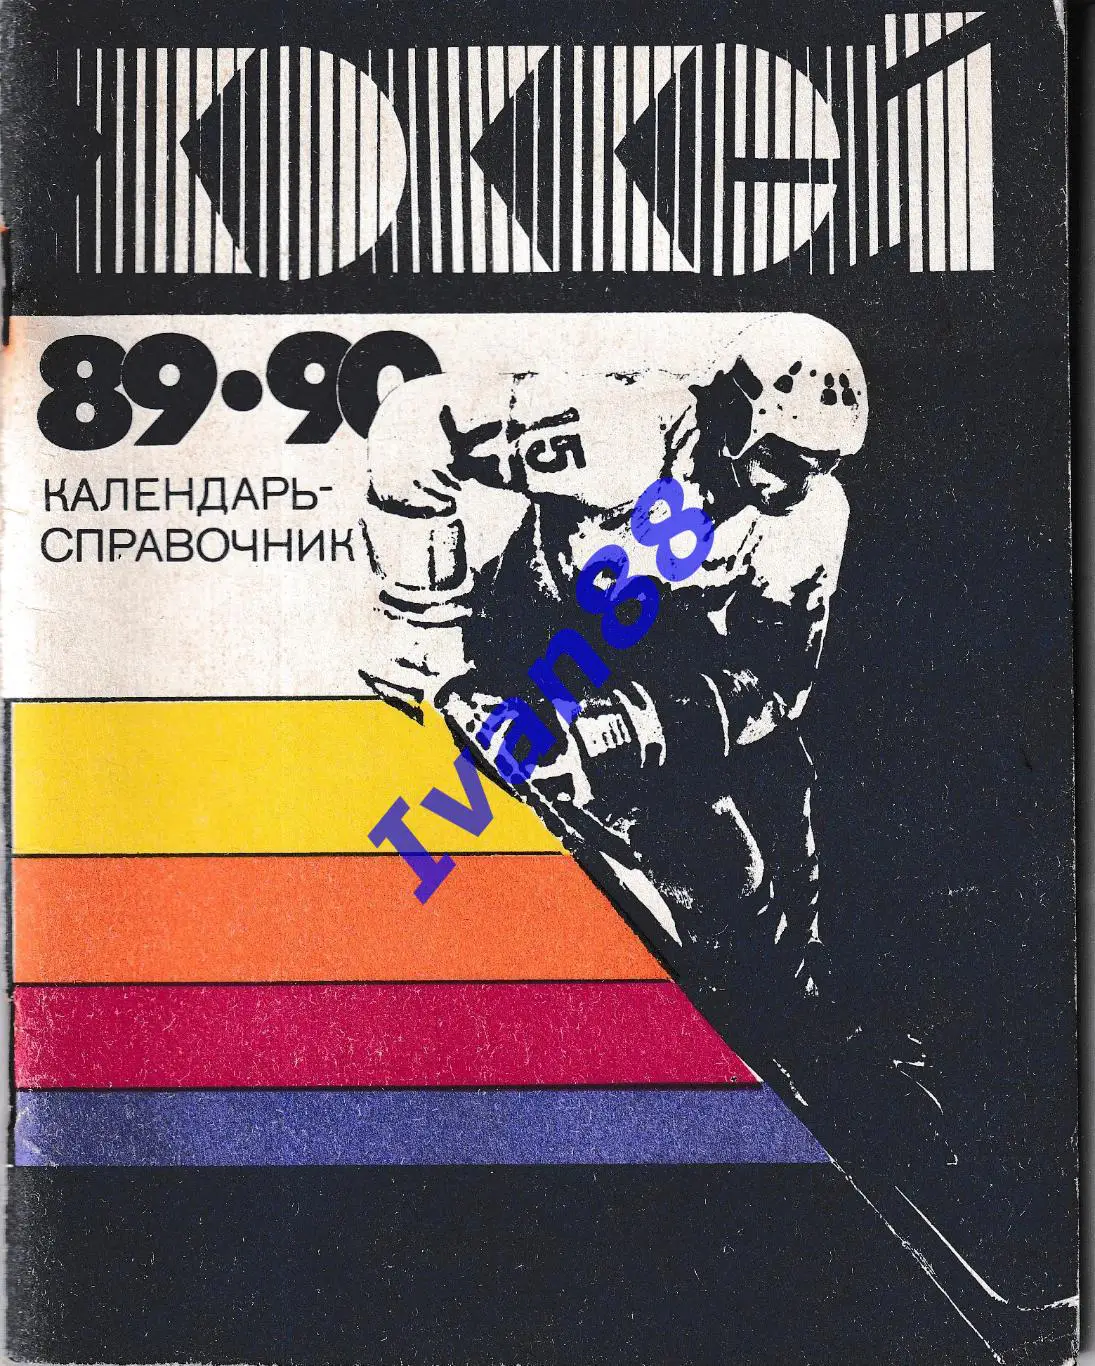 ХОККЕЙ
89·90
КАЛЕНДАРЬ-
СПРАВОЧНИК
15
Ivan88